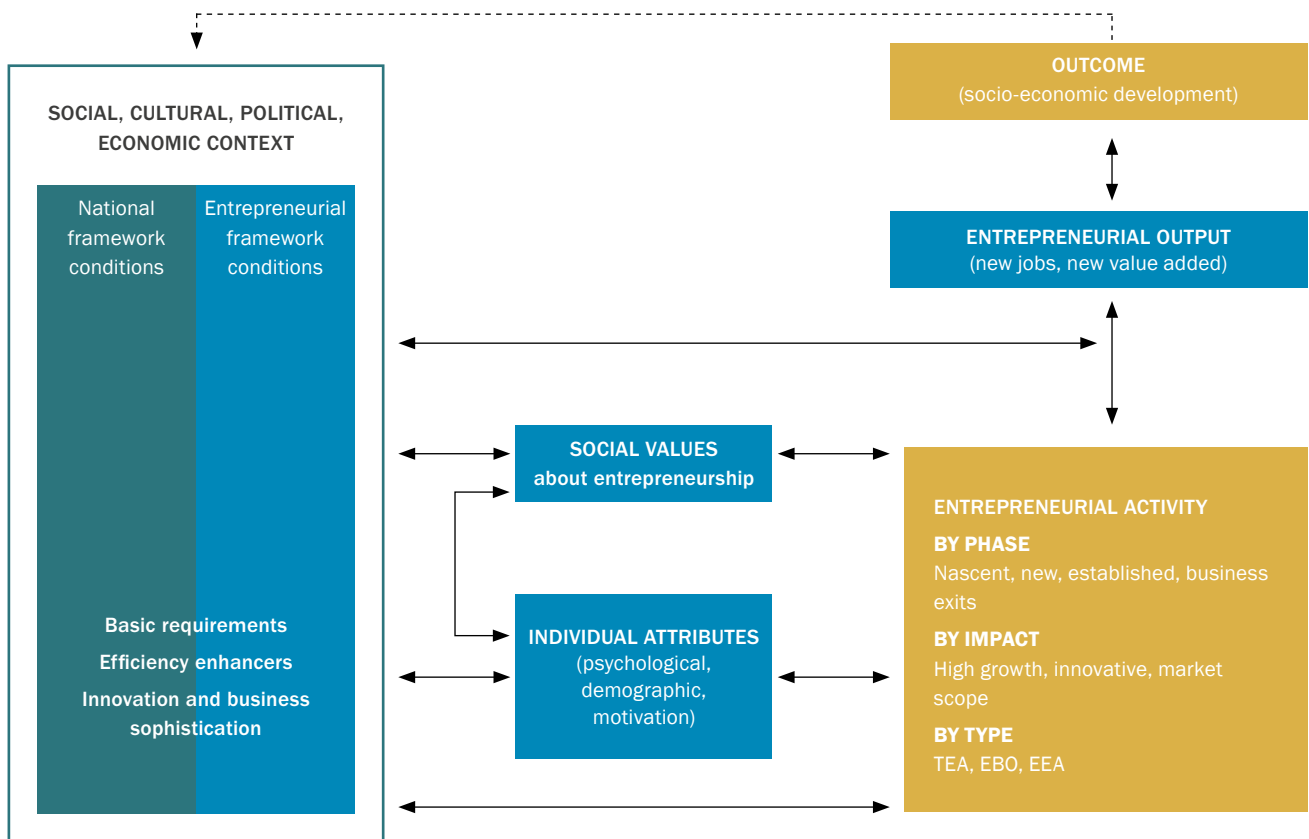 SOCIAL, CULTURAL, POLITICAL,
ECONOMIC CONTEXT
National
framework
conditions
Entrepreneurial
framework
conditions
Basic requirements
Efficiency enhancers
Innovation and business
sophistication
OUTCOME
(socio-economic development)
ENTREPRENEURIAL OUTPUT
(new jobs, new value added)
SOCIAL VALUES
about entrepreneurship
INDIVIDUAL ATTRIBUTES
(psychological,
demographic,
motivation)
ENTREPRENEURIAL ACTIVITY
BY PHASE
Nascent, new, established, business
exits
BY IMPACT
High growth, innovative, market
scope
BY TYPE
TEA, EBO, EEA